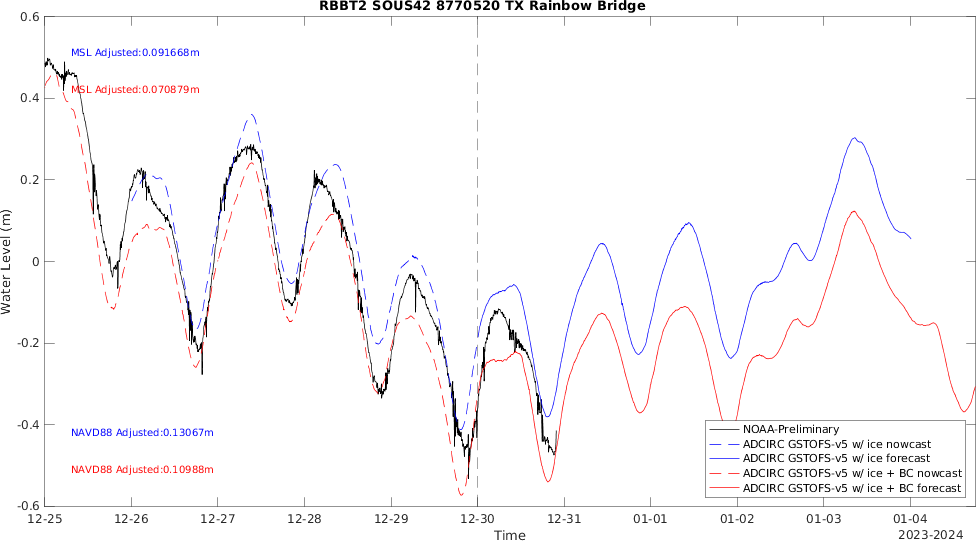 RBBT2 SOUS42 8770520 TX Rainbow Bridge
0.6
0.4
0.2
0
-0.2
-0.4
-0.6
Water Level (m)
MSL Adjusted:0.091668m
MSL Adjusted:0.070879m
NAVD88 Adjusted:0.13067m
NAVD88 Adjusted:0.10988m
NOAA-Preliminary
ADCIRC GSTOFS-v5 w/ ice nowcast
ADCIRC GSTOFS-v5 w/ ice forecast
ADCIRC GSTOFS-v5 w/ ice + BC nowcast
ADCIRC GSTOFS-v5 w/ ice + BC forecast
12-25 12-26 12-27 12-28 12-29 12-30 12-31 01-01 01-02 01-03 01-04
Time
2023-2024